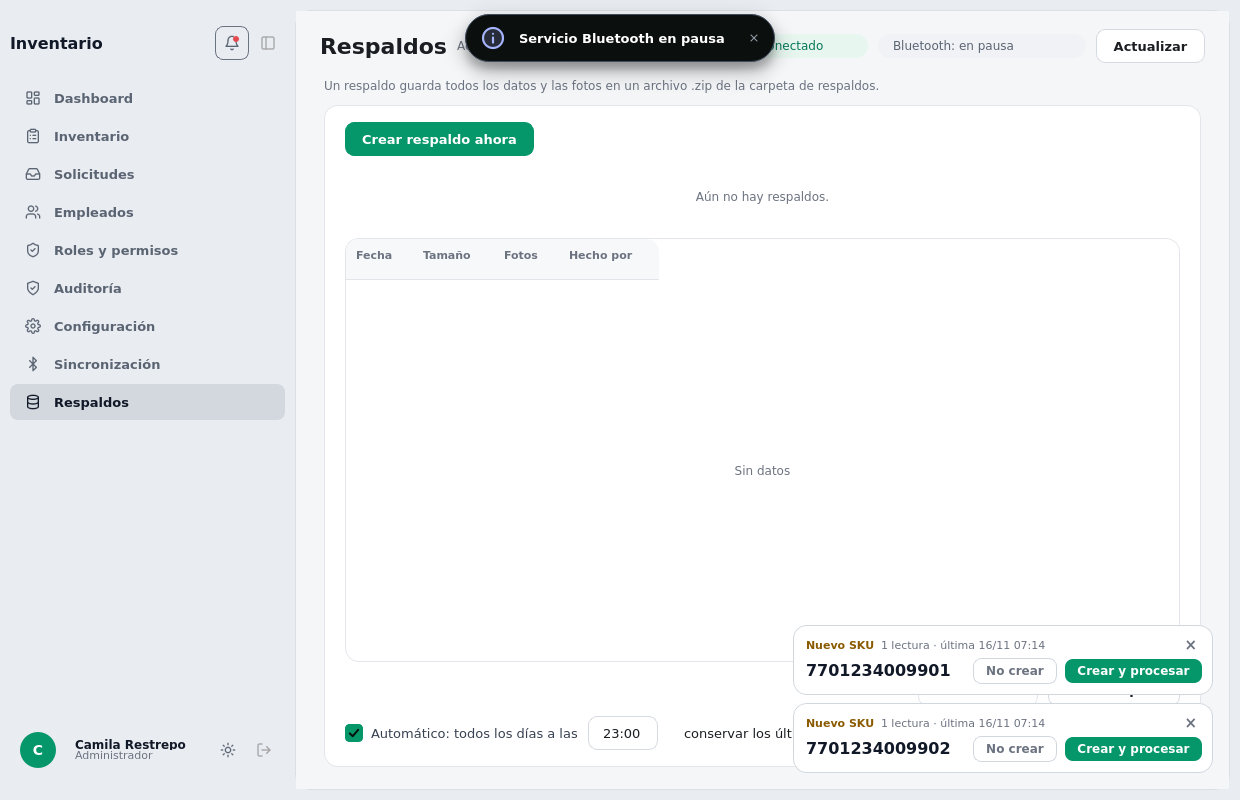 Inventario
Dashboard
Inventario
Solicitudes
Empleados
Roles y permisos
Auditoría
Configuración
Sincronización
Respaldos
C
Camila Restrepo
Administrador
Respaldos
Servicio Bluetooth en pausa
Bluetooth: en pausa
Actualizar
Un respaldo guarda todos los datos y las fotos en un archivo .zip de la carpeta de respaldos.
Crear respaldo ahora
Aún no hay respaldos.
Fecha Tamaño Fotos Hecho por
Sin datos
Nuevo SKU 1 lectura · última 16/11 07:14
7701234009901 No crear Crear y procesar
Nuevo SKU 1 lectura · última 16/11 07:14
7701234009902 No crear Crear y procesar
Automático: todos los días a las 23:00 conservar los